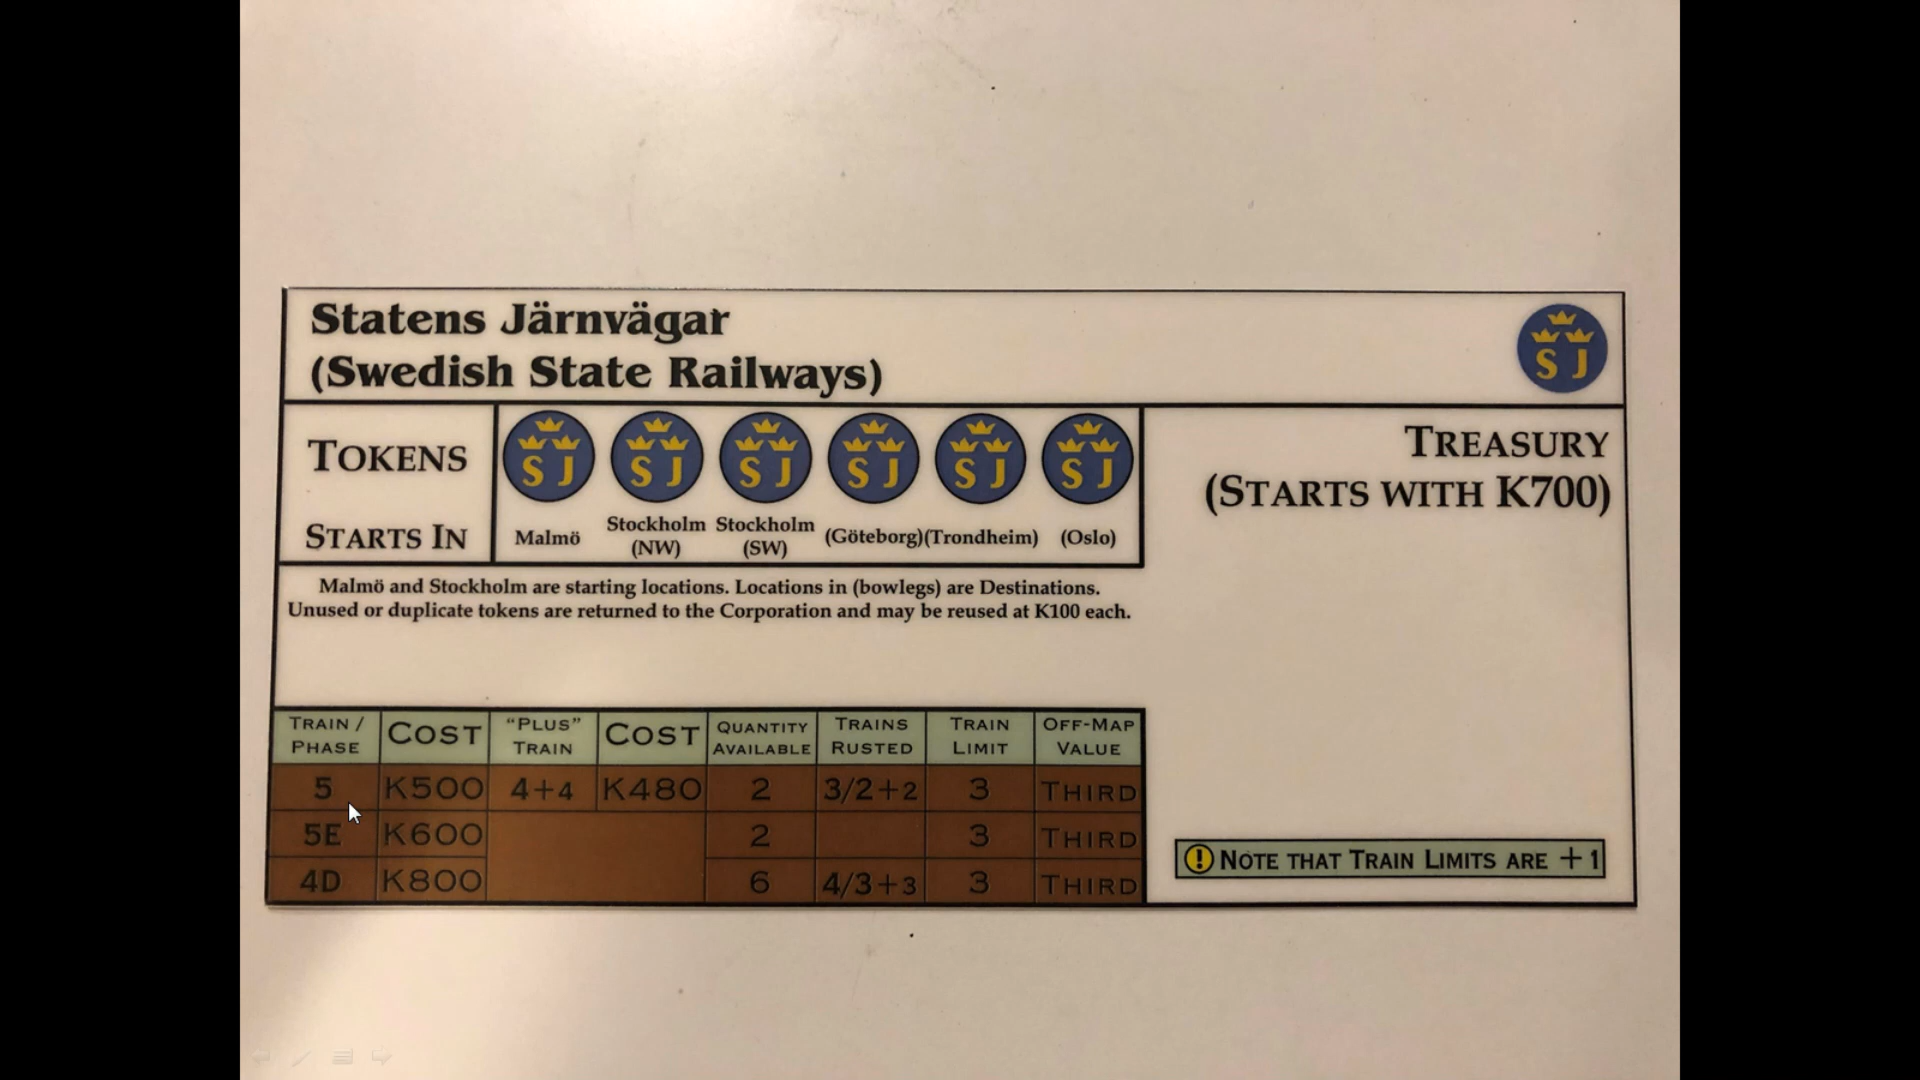 Statens Järnvägar
(Swedish State Railways)
S J
TOKENS
S J S J S J S J S J S J
STARTS IN
Malmö Stockholm (NW) Stockholm (SW) (Göteborg) (Trondheim) (Oslo)
TREASURY
(STARTS WITH K700)
Malmö and Stockholm are starting locations. Locations in (bowlegs) are Destinations.
Unused or duplicate tokens are returned to the Corporation and may be reused at K100 each.
TRAIN / PHASE COST "PLUS" TRAIN COST QUANTITY AVAILABLE TRAINS RUSTED TRAIN LIMIT OFF-MAP VALUE
5 K500 4+4 K480 2 3/2+2 3 THIRD
5E K600 2 3 THIRD
4D K800 6 4/3+3 3 THIRD
! NOTE THAT TRAIN LIMITS ARE +1